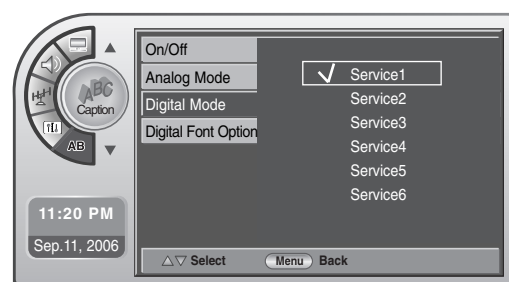 ABC
Caption
AB
11:20 PM
Sep.11, 2006
On/Off
Analog Mode
Digital Mode
Digital Font Option
Service1
Service2
Service3
Service4
Service5
Service6
△▽ Select
Menu Back